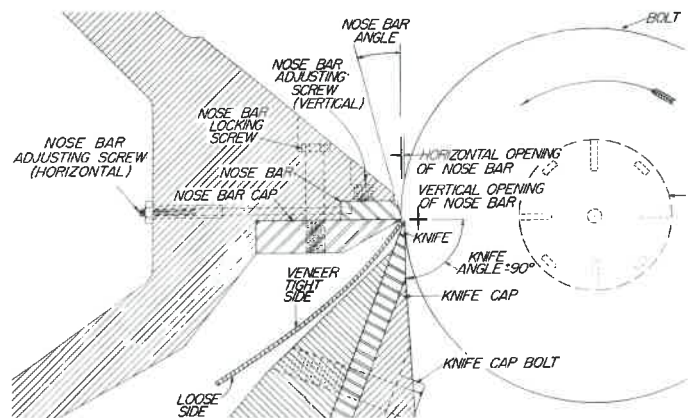 NOSE BAR
ANGLE
BOLT
NOSE BAR
ADJUSTING
SCREW
(VERTICAL)
NOSE BAR
LOCKING
SCREW
NOSE BAR
ADJUSTING SCREW
(HORIZONTAL)
NOSE BAR
NOSE BAR CAP
HORIZONTAL OPENING
OF NOSE BAR
VERTICAL OPENING
OF NOSE BAR
KNIFE
KNIFE
ANGLE ±90°
VENEER
TIGHT
SIDE
KNIFE CAP
KNIFE CAP BOLT
LOOSE
SIDE